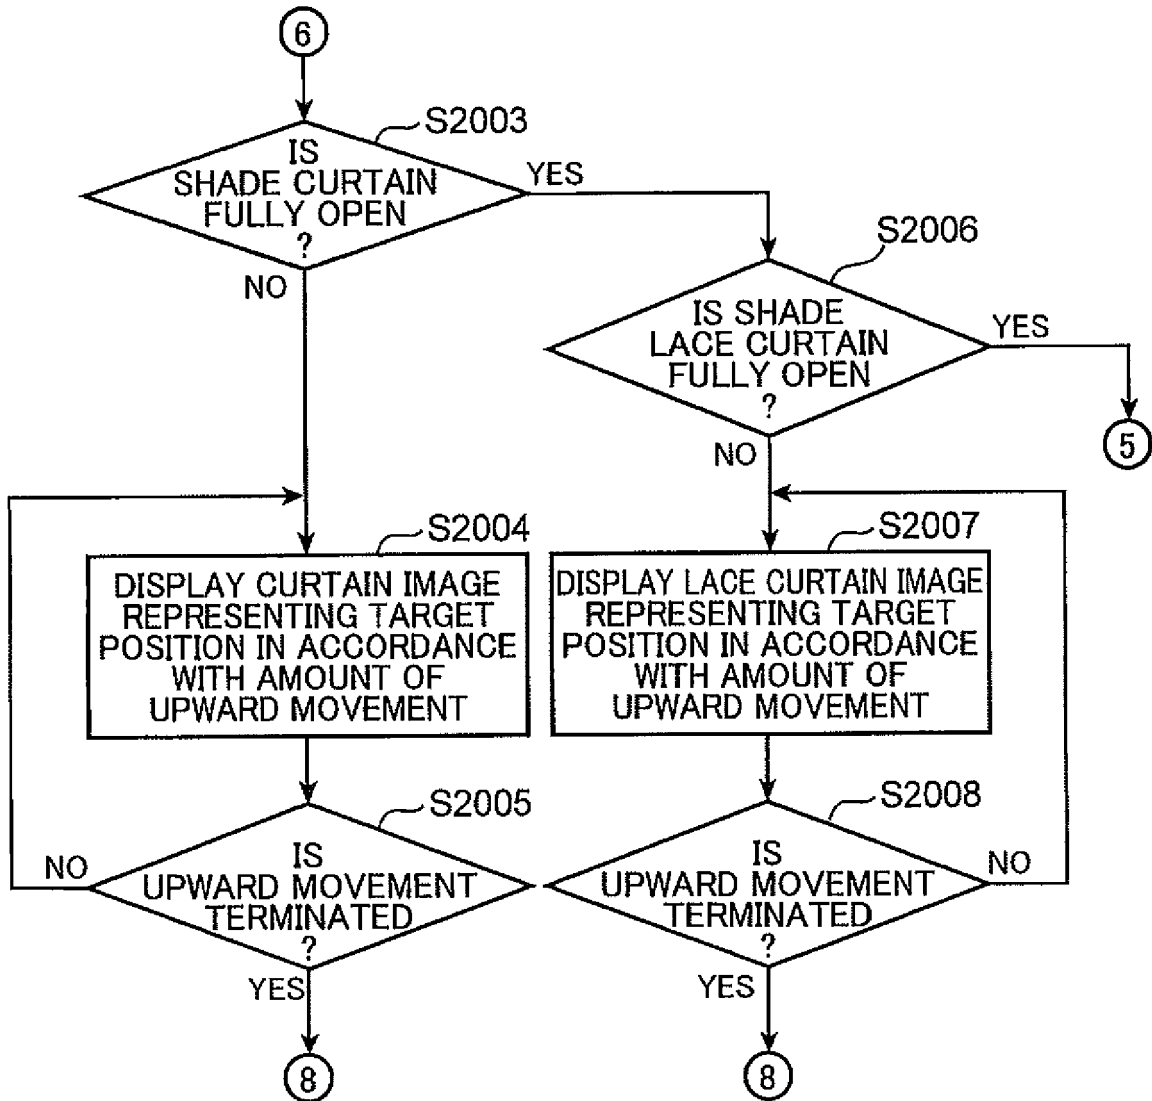 6
S2003
IS
SHADE CURTAIN
FULLY OPEN
?
YES
NO
S2006
IS SHADE
LACE CURTAIN
FULLY OPEN
?
YES
NO
5
S2004
DISPLAY CURTAIN IMAGE
REPRESENTING TARGET
POSITION IN ACCORDANCE
WITH AMOUNT OF
UPWARD MOVEMENT
S2007
DISPLAY LACE CURTAIN IMAGE
REPRESENTING TARGET
POSITION IN ACCORDANCE
WITH AMOUNT OF
UPWARD MOVEMENT
S2005
IS
UPWARD MOVEMENT
TERMINATED
?
NO
YES
8
S2008
IS
UPWARD MOVEMENT
TERMINATED
?
NO
YES
8